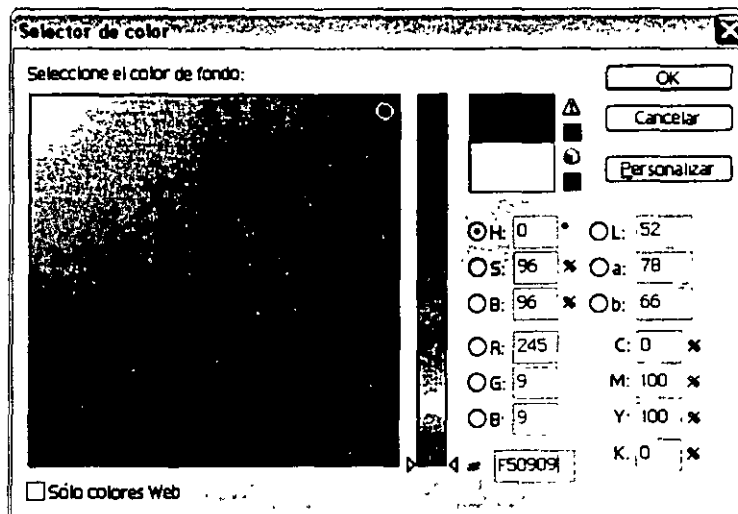 Selector de color
Seleccione el color de fondo:
OK
Cancelar
Personalizar
H: 0 ° L: 52
S: 96 % a: 78
B: 96 % b: 66
R: 245 C: 0 %
G: 9 M: 100 %
B: 9 Y: 100 %
# F50909 K: 0 %
Sólo colores Web